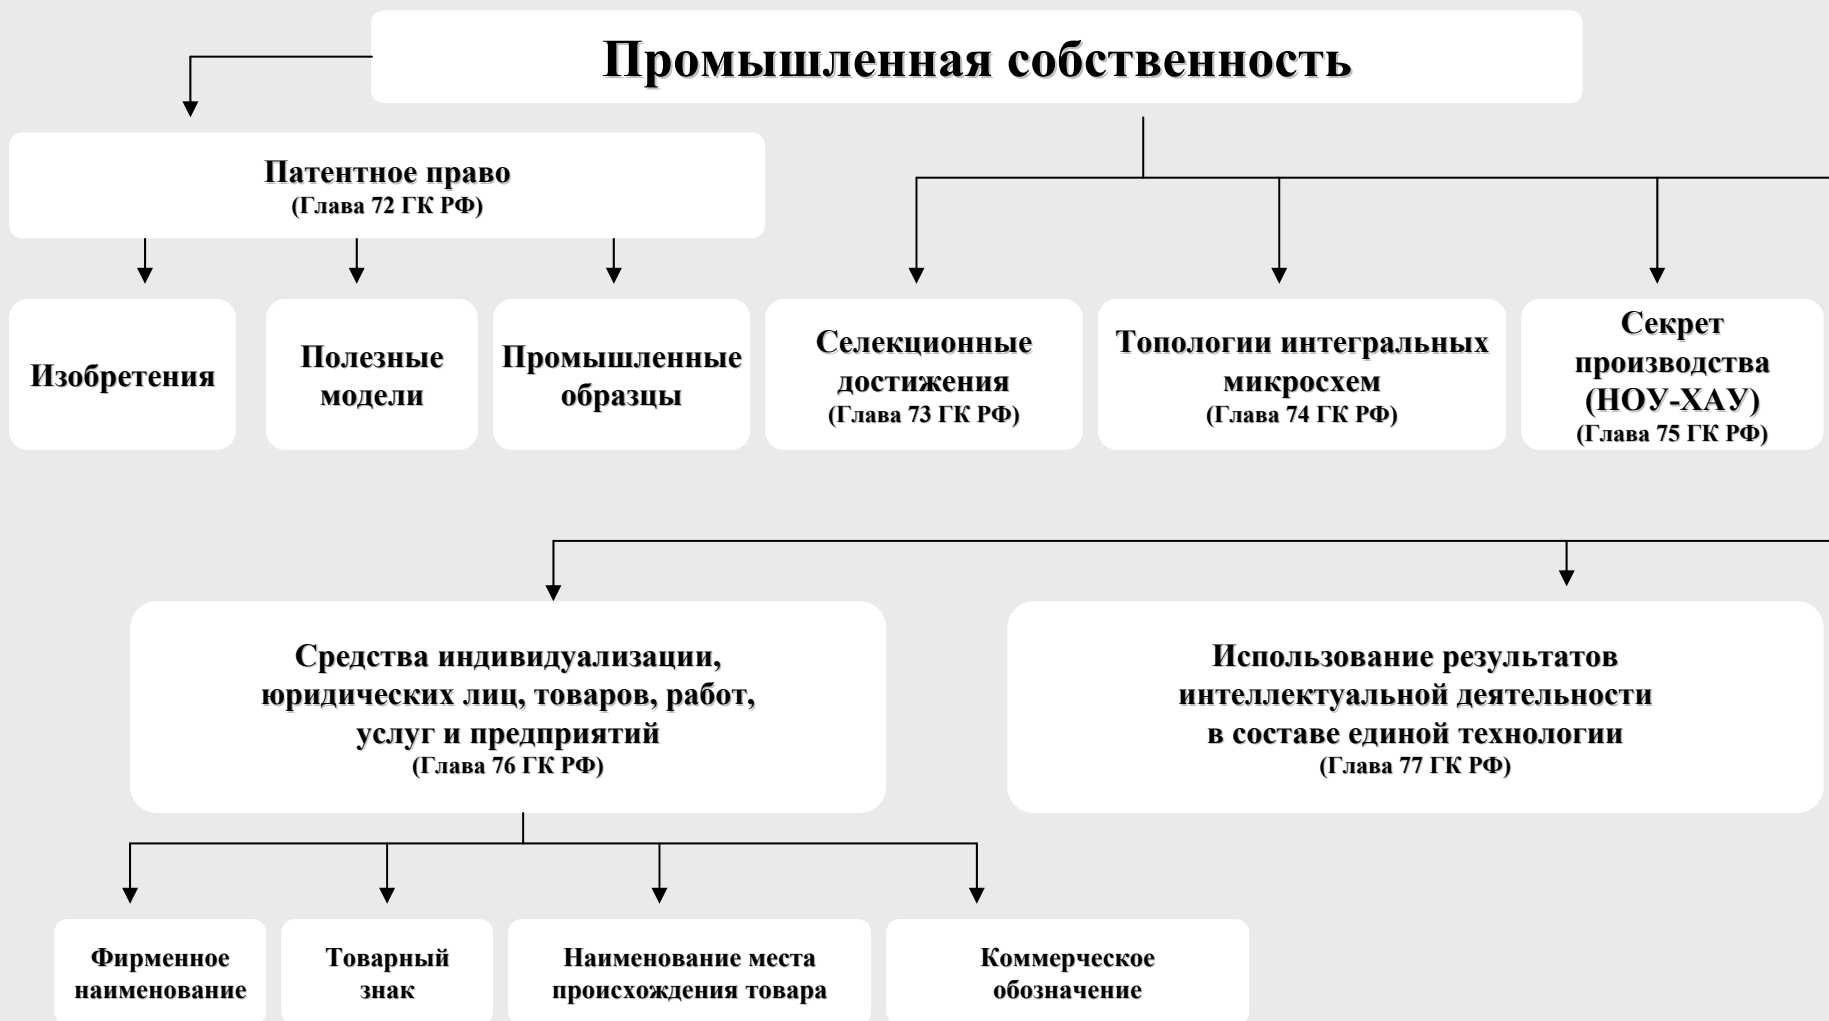 Промышленная собственность
Патентное право
(Глава 72 ГК РФ)
Изобретения
Полезные
модели
Промышленные
образцы
Селекционные
достижения
(Глава 73 ГК РФ)
Топологии интегральных
микросхем
(Глава 74 ГК РФ)
Секрет
производства
(НОУ-ХАУ)
(Глава 75 ГК РФ)
Средства индивидуализации,
юридических лиц, товаров, работ,
услуг и предприятий
(Глава 76 ГК РФ)
Использование результатов
интеллектуальной деятельности
в составе единой технологии
(Глава 77 ГК РФ)
Фирменное
наименование
Товарный
знак
Наименование места
происхождения товара
Коммерческое
обозначение